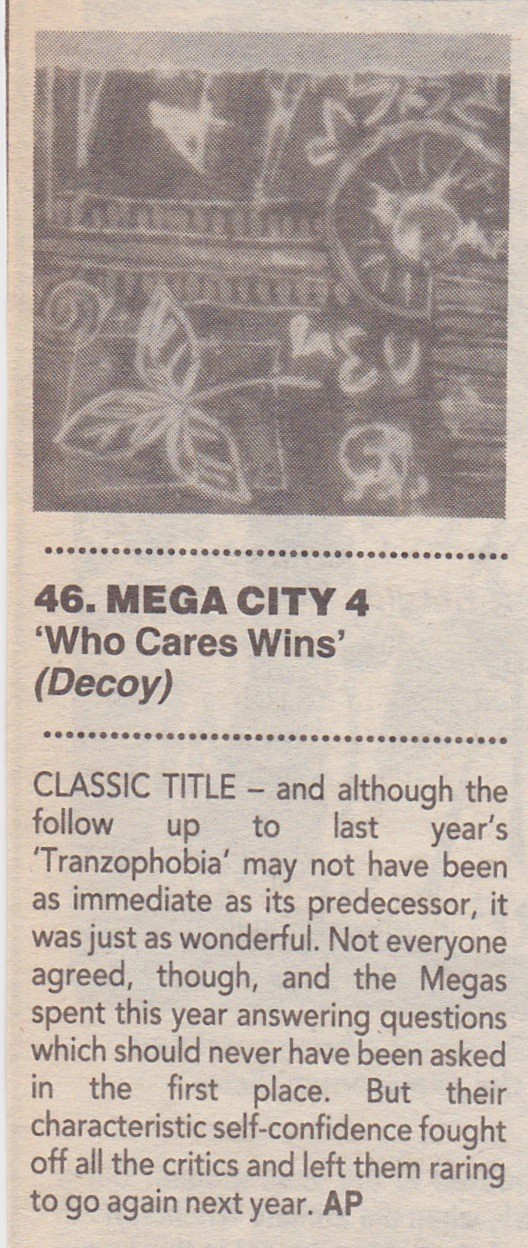 46. MEGA CITY 4
‘Who Cares Wins’
(Decoy)
CLASSIC TITLE – and although the
follow up to last year's
‘Tranzophobia’ may not have been
as immediate as its predecessor, it
was just as wonderful. Not everyone
agreed, though, and the Megas
spent this year answering questions
which should never have been asked
in the first place. But their
characteristic self-confidence fought
off all the critics and left them raring
to go again next year. AP